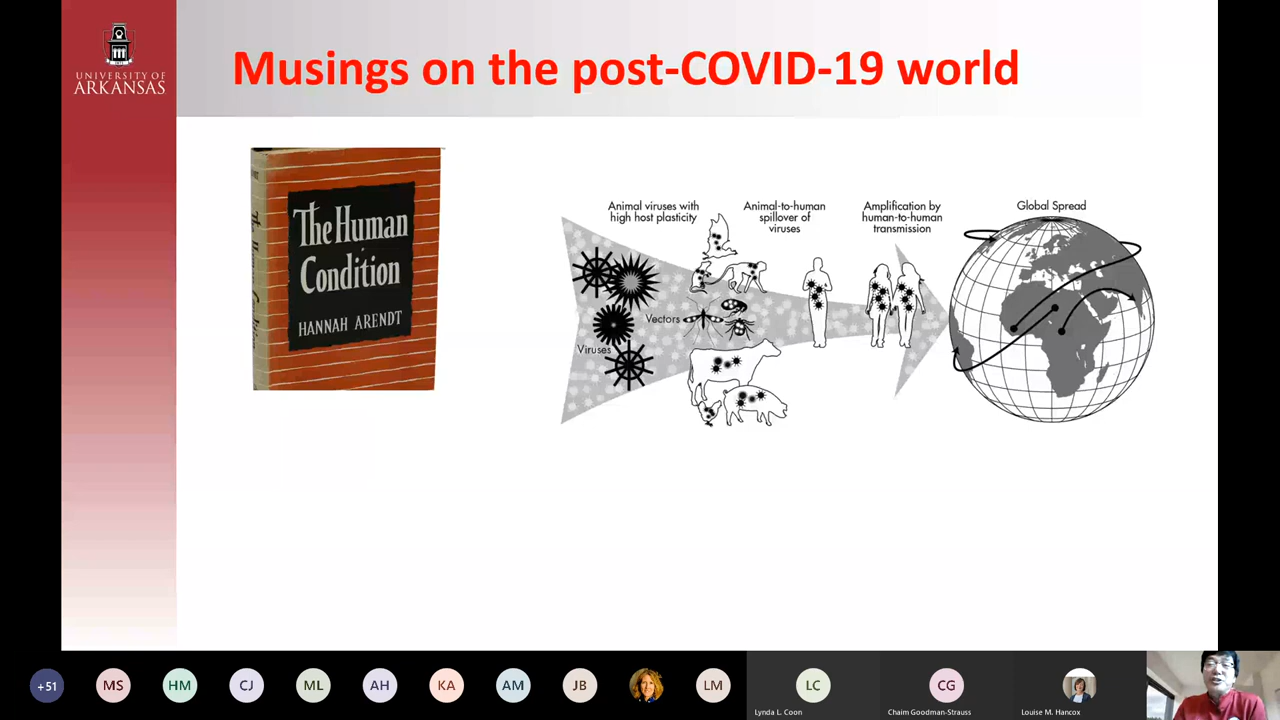 UNIVERSITY OF
ARKANSAS
Musings on the post-COVID-19 world
The Human
Condition
HANNAH ARENDT
Animal viruses with
high host plasticity
Animal-to-human
spillover of
viruses
Amplification by
human-to-human
transmission
Global Spread
Vectors
Viruses
+51
MS
HM
CJ
ML
AH
KA
AM
JB
LM
LC
CG
Lynda L. Coon
Chaim Goodman-Strauss
Louise M. Hancox